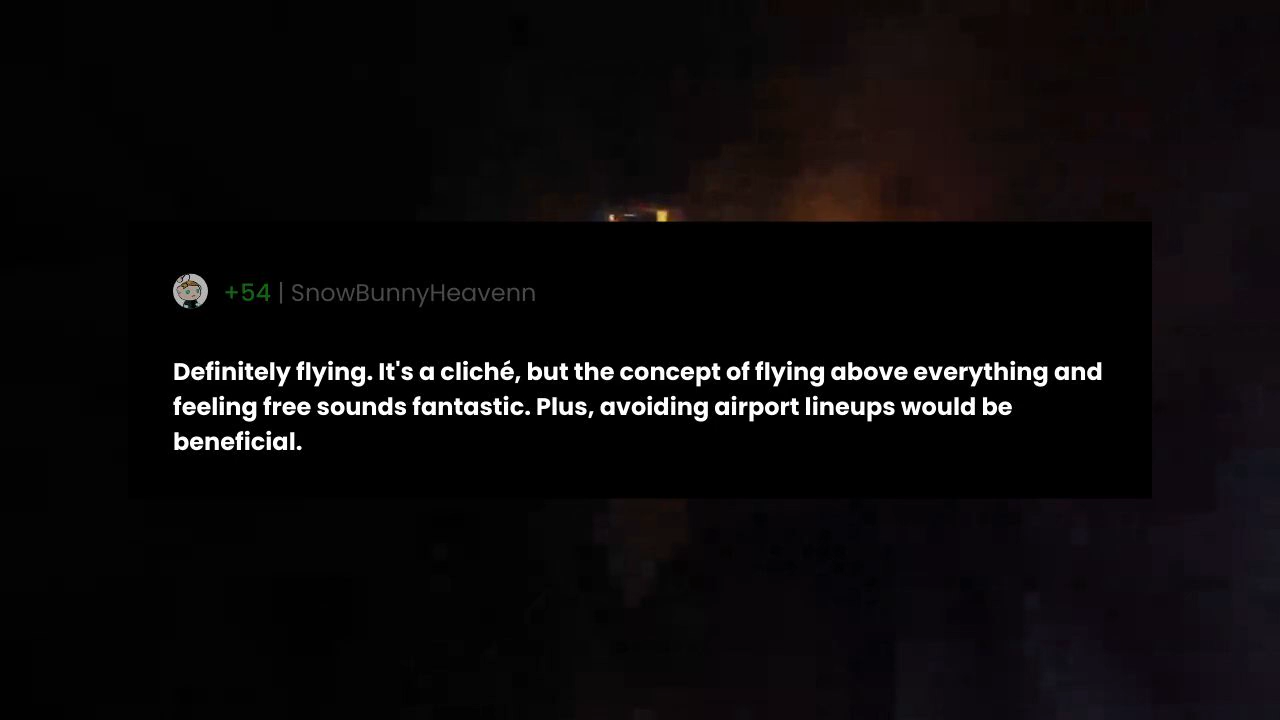 +54 | SnowBunnyHeavenn
Definitely flying. It's a cliché, but the concept of flying above everything and
feeling free sounds fantastic. Plus, avoiding airport lineups would be
beneficial.